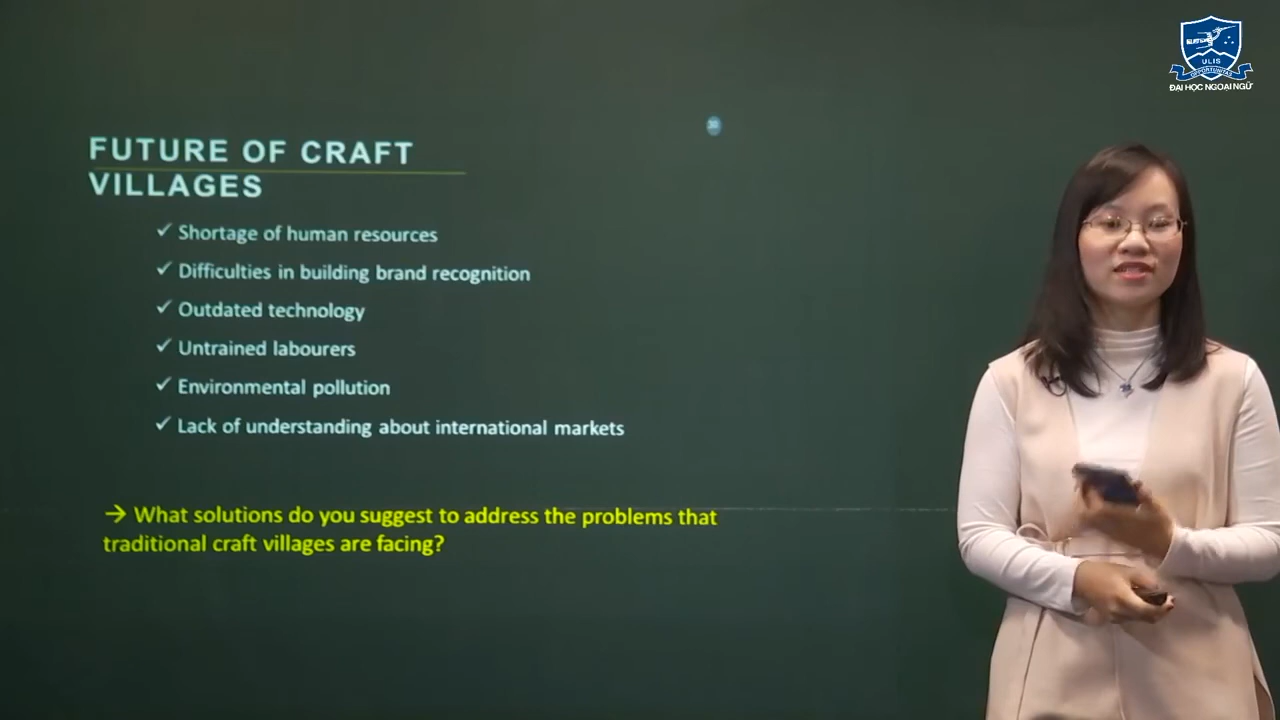 ULIS
ĐẠI HỌC NGOẠI NGỮ
FUTURE OF CRAFT
VILLAGES
✓ Shortage of human resources
✓ Difficulties in building brand recognition
✓ Outdated technology
✓ Untrained labourers
✓ Environmental pollution
✓ Lack of understanding about international markets
→ What solutions do you suggest to address the problems that
traditional craft villages are facing?